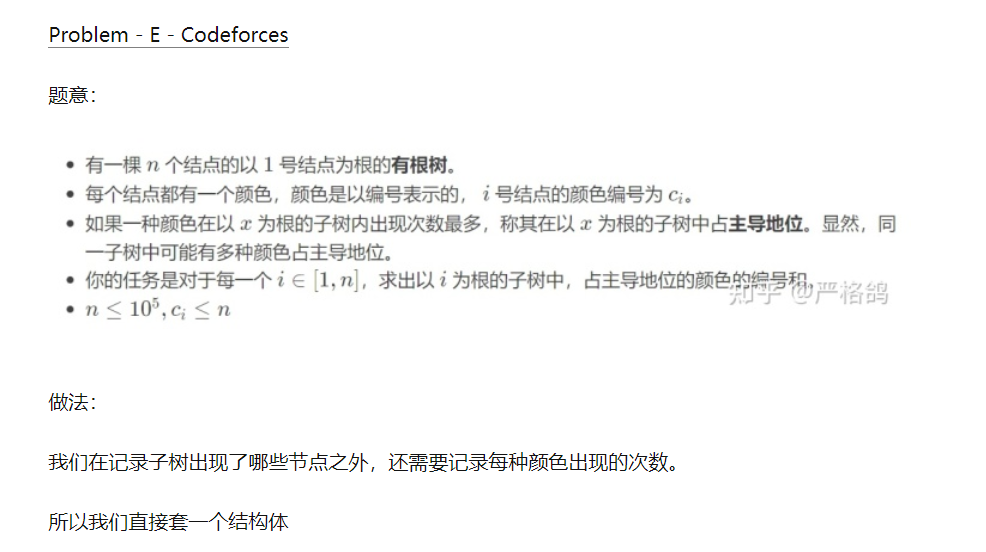 Problem - E - Codeforces
题意：
• 有一棵 n 个结点的以 1 号结点为根的有根树。
• 每个结点都有一个颜色，颜色是以编号表示的， i 号结点的颜色编号为 cᵢ。
• 如果一种颜色在以 x 为根的子树内出现次数最多，称其在以 x 为根的子树中占主导地位。显然，同
一子树中可能有多种颜色占主导地位。
• 你的任务是对于每一个 i ∈ [1, n]，求出以 i 为根的子树中，占主导地位的颜色的编号和。
知乎 @严格鸽
• n ≤ 10⁵, cᵢ ≤ n
做法：
我们在记录子树出现了哪些节点之外，还需要记录每种颜色出现的次数。
所以我们直接套一个结构体